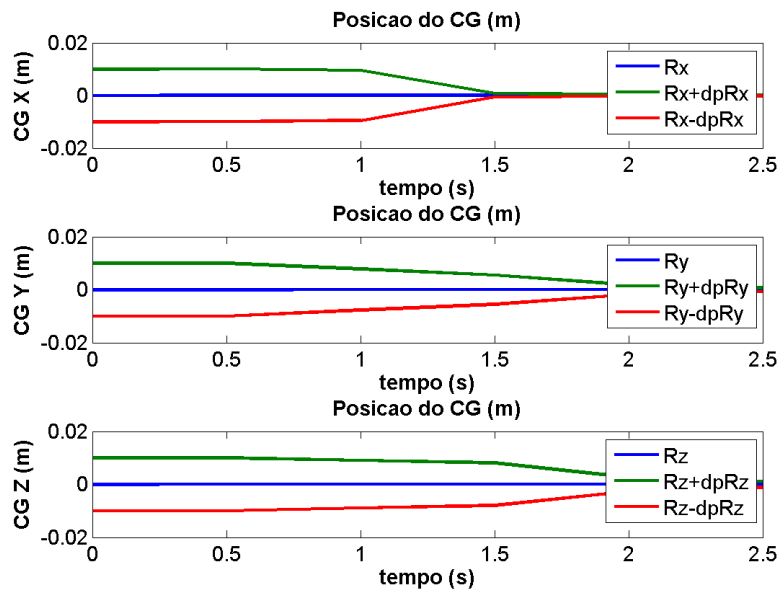 Posicao do CG (m)
CG X (m)
0.02
0
-0.02
Rx
Rx+dpRx
Rx-dpRx
0 0.5 1 1.5 2 2.5
tempo (s)
Posicao do CG (m)
CG Y (m)
0.02
0
-0.02
Ry
Ry+dpRy
Ry-dpRy
0 0.5 1 1.5 2 2.5
tempo (s)
Posicao do CG (m)
CG Z (m)
0.02
0
-0.02
Rz
Rz+dpRz
Rz-dpRz
0 0.5 1 1.5 2 2.5
tempo (s)